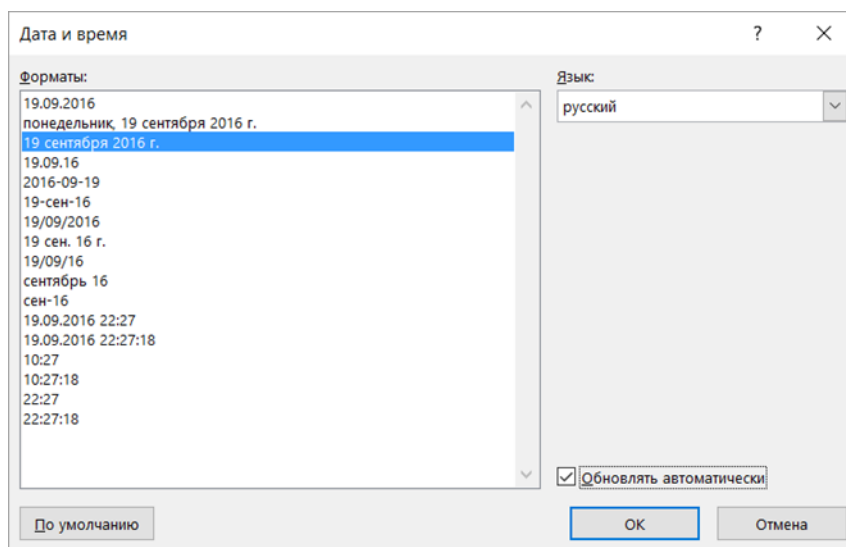 Дата и время
?
Форматы:
19.09.2016
понедельник, 19 сентября 2016 г.
19 сентября 2016 г.
19.09.16
2016-09-19
19-сен-16
19/09/2016
19 сен. 16 г.
19/09/16
сентябрь 16
сен-16
19.09.2016 22:27
19.09.2016 22:27:18
10:27
10:27:18
22:27
22:27:18
Язык:
русский
Обновлять автоматически
По умолчанию
ОК
Отмена